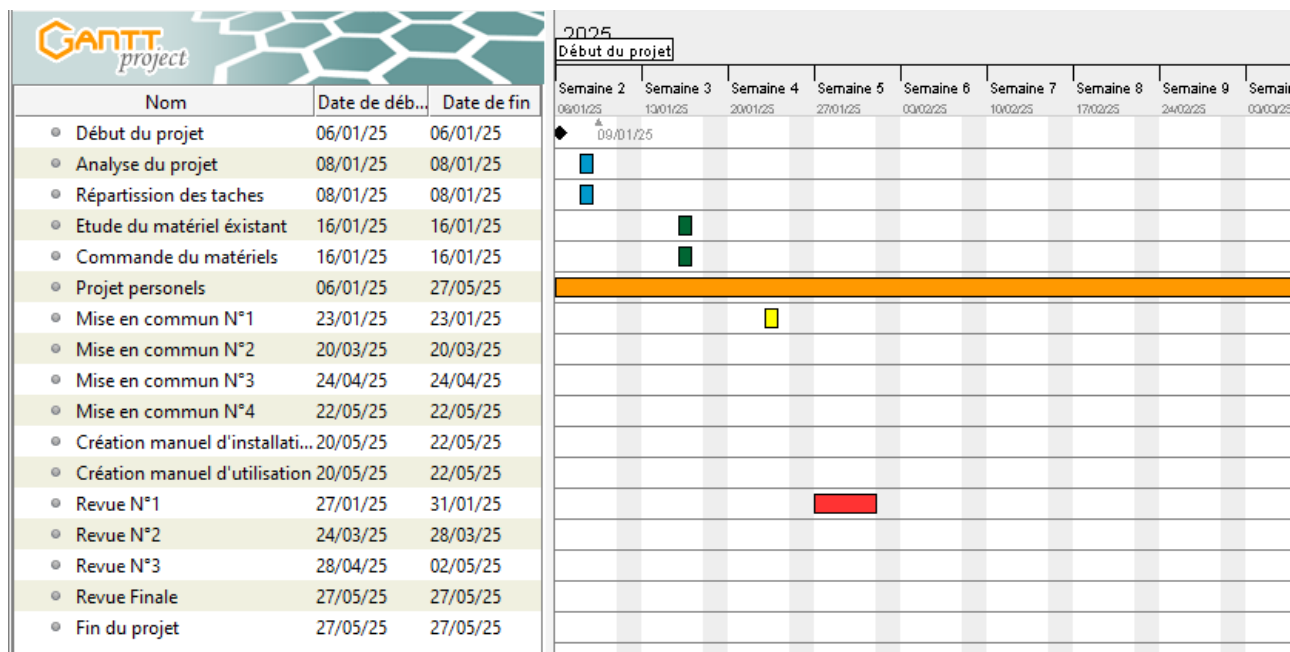 GANTT
project
2025
Début du projet
Semaine 2 Semaine 3 Semaine 4 Semaine 5 Semaine 6 Semaine 7 Semaine 8 Semaine 9 Semain
06/01/25 13/01/25 20/01/25 27/01/25 03/02/25 10/02/25 17/02/25 24/02/25 03/03/25
Nom Date de déb... Date de fin
Début du projet 06/01/25 06/01/25 09/01/25
Analyse du projet 08/01/25 08/01/25
Répartission des taches 08/01/25 08/01/25
Etude du matériel éxistant 16/01/25 16/01/25
Commande du matériels 16/01/25 16/01/25
Projet personels 06/01/25 27/05/25
Mise en commun N°1 23/01/25 23/01/25
Mise en commun N°2 20/03/25 20/03/25
Mise en commun N°3 24/04/25 24/04/25
Mise en commun N°4 22/05/25 22/05/25
Création manuel d'installati... 20/05/25 22/05/25
Création manuel d'utilisation 20/05/25 22/05/25
Revue N°1 27/01/25 31/01/25
Revue N°2 24/03/25 28/03/25
Revue N°3 28/04/25 02/05/25
Revue Finale 27/05/25 27/05/25
Fin du projet 27/05/25 27/05/25